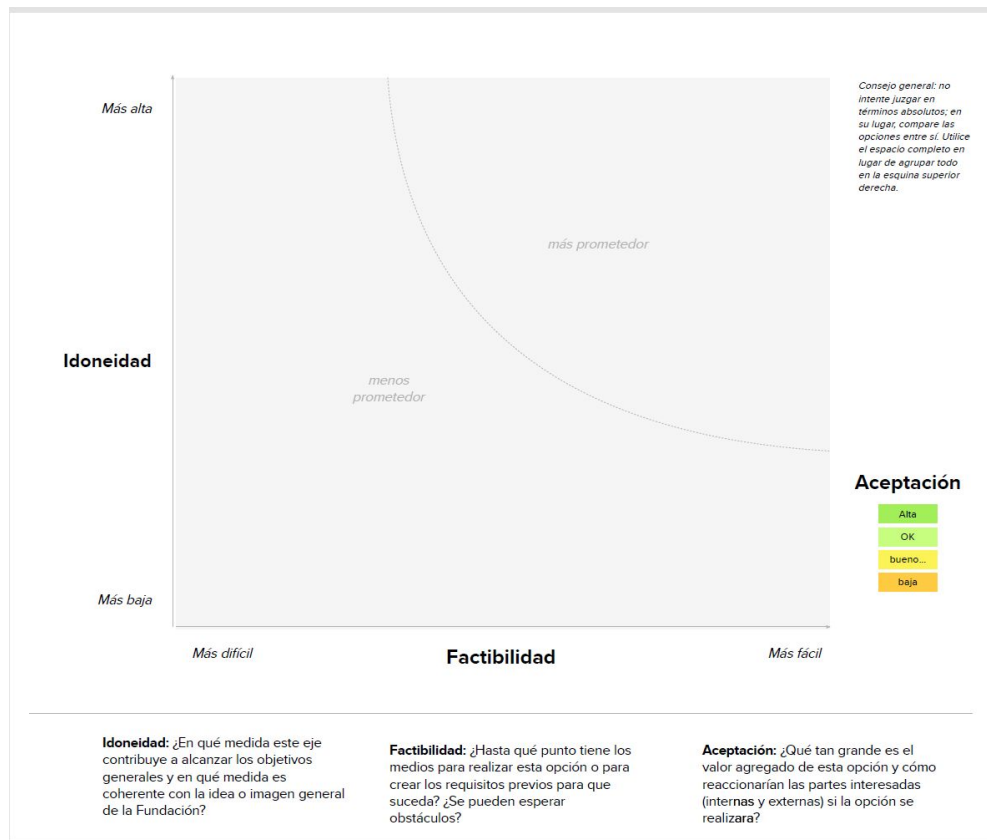 Más alta
Consejo general: no
intente juzgar en
términos absolutos; en
su lugar, compare las
opciones entre sí. Utilice
el espacio completo en
lugar de agrupar todo
en la esquina superior
derecha.
más prometedor
Idoneidad
menos
prometedor
Aceptación
Alta
OK
bueno...
baja
Más baja
Más difícil
Factibilidad
Más fácil
Idoneidad: ¿En qué medida este eje
contribuye a alcanzar los objetivos
generales y en qué medida es
coherente con la idea o imagen general
de la Fundación?
Factibilidad: ¿Hasta qué punto tiene los
medios para realizar esta opción o para
crear los requisitos previos para que
suceda? ¿Se pueden esperar
obstáculos?
Aceptación: ¿Qué tan grande es el
valor agregado de esta opción y cómo
reaccionarían las partes interesadas
(internas y externas) si la opción se
realizara?